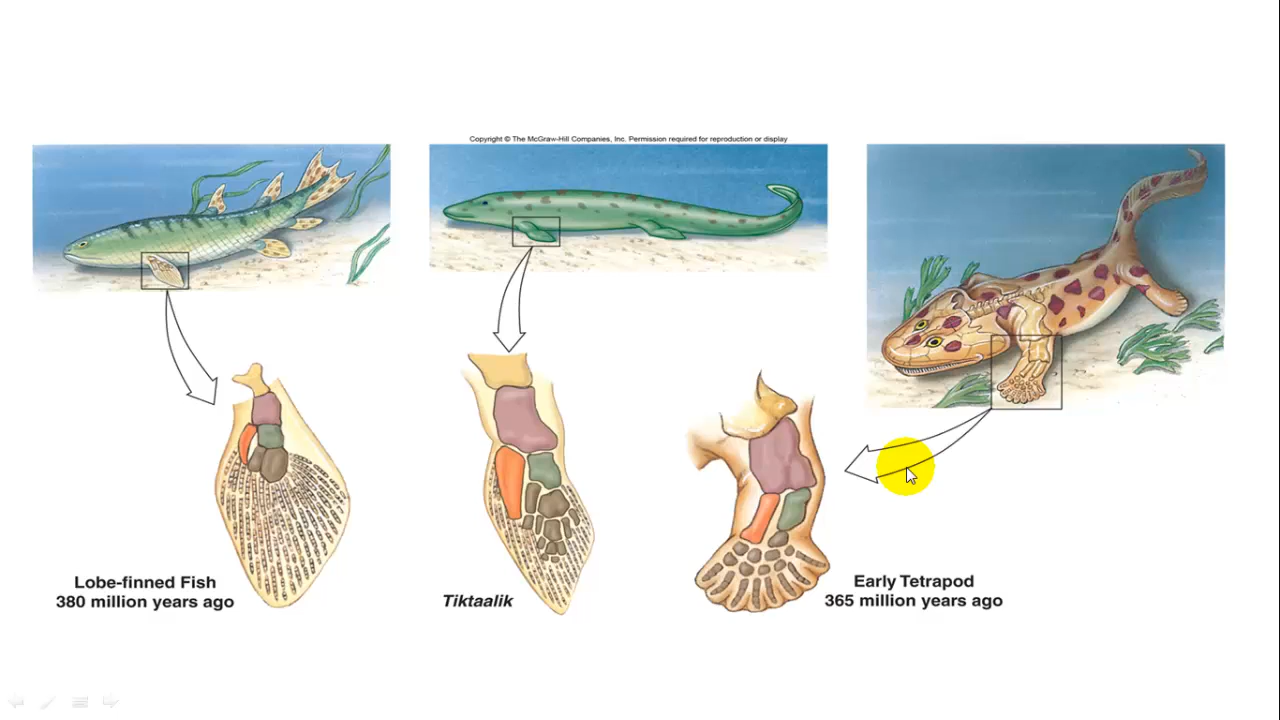 Copyright © The McGraw-Hill Companies, Inc. Permission required for reproduction or display
Lobe-finned Fish
380 million years ago
Tiktaalik
Early Tetrapod
365 million years ago